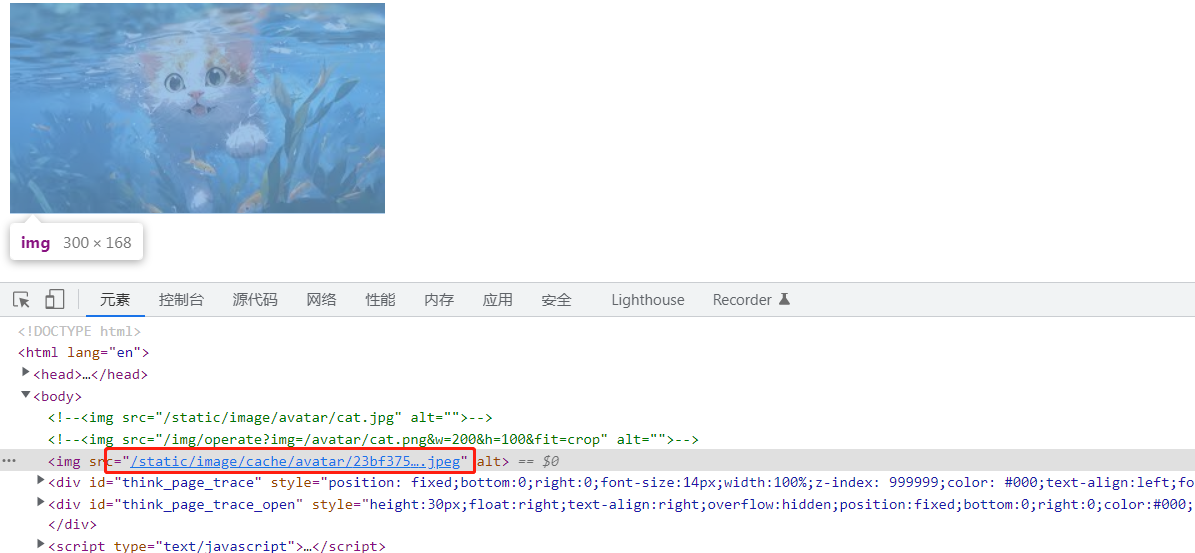 img 300 × 168
元素 控制台 源代码 网络 性能 内存 应用 安全 Lighthouse Recorder
<!DOCTYPE html>
<html lang="en">
<head>…</head>
<body>
<!--<img src="/static/image/avatar/cat.jpg" alt="">-->
<!--<img src="/img/operate?img=/avatar/cat.png&w=200&h=100&fit=crop" alt="">-->
<img src="/static/image/cache/avatar/23bf375….jpeg" alt> == $0
<div id="think_page_trace" style="position: fixed;bottom:0;right:0;font-size:14px;width:100%;z-index: 999999;color: #000;text-align:left;fo
<div id="think_page_trace_open" style="height:30px;float:right;text-align:right;overflow:hidden;position:fixed;bottom:0;right:0;color:#000;
</div>
<script type="text/javascript">…</script>